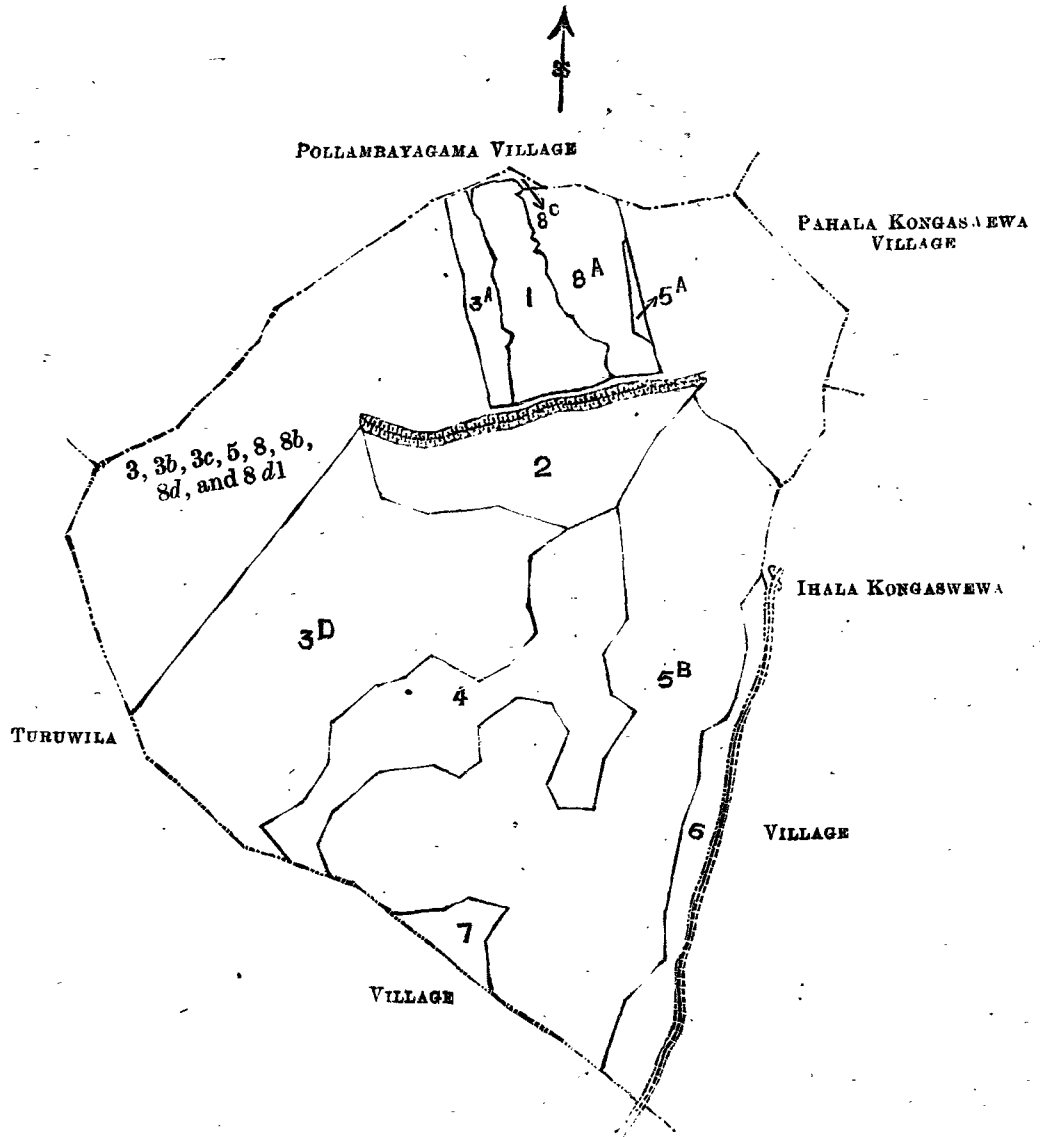 POLLAMBAYAGAMA VILLAGE
PAHALA KONGASWEWA
VILLAGE
8C
8A
3A
1
5A
3, 3b, 3c, 5, 8, 8b,
8d, and 8 d1
2
IHALA KONGASWEWA
3D
5B
4
TURUWILA
6
VILLAGE
7
VILLAGE